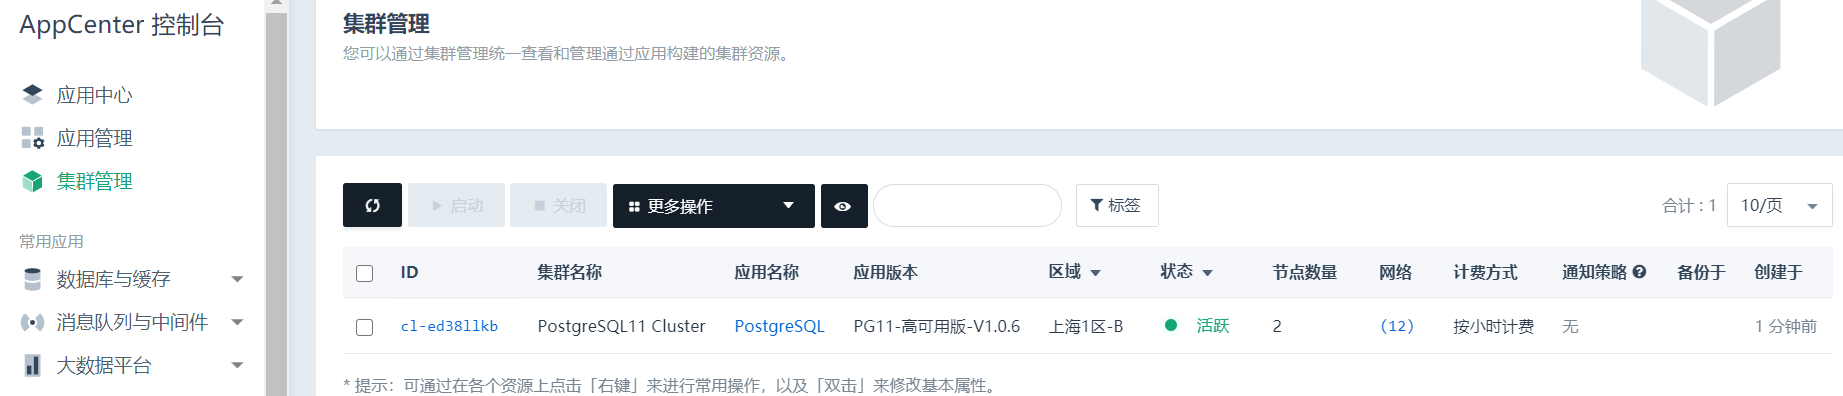 AppCenter 控制台
应用中心
应用管理
集群管理
常用应用
数据库与缓存
消息队列与中间件
大数据平台
集群管理
您可以通过集群管理统一查看和管理通过应用构建的集群资源。
启动 关闭 更多操作 标签 合计：1 10/页
ID 集群名称 应用名称 应用版本 区域 状态 节点数量 网络 计费方式 通知策略 备份于 创建于
cl-ed38llkb PostgreSQL11 Cluster PostgreSQL PG11-高可用版-V1.0.6 上海1区-B 活跃 2 (12) 按小时计费 无 1 分钟前
* 提示：可通过在各个资源上点击「右键」来进行常用操作，以及「双击」来修改基本属性。